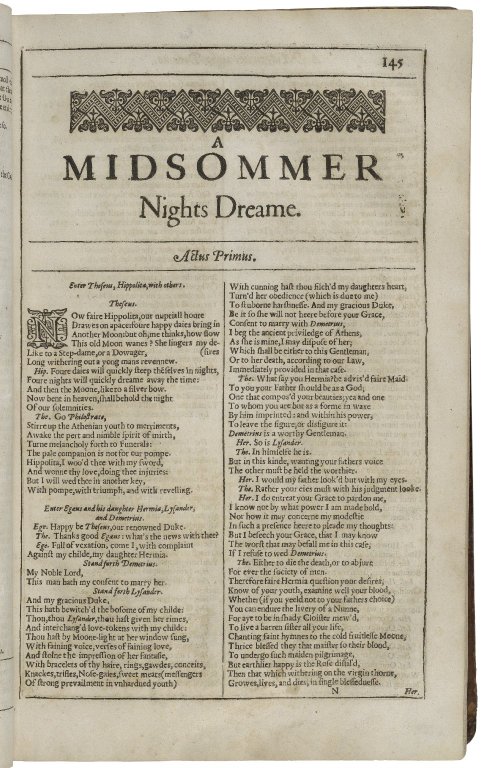 145
A
MIDSOMMER
Nights Dreame.
Actus Primus.
Enter Theseus, Hippolita, with others.
Theseus.
NOw faire Hippolita, our nuptiall houre
Drawes on apace: foure happy daies bring in
Another Moon: but oh, me thinks, how slow
This old Moon wanes? She lingers my de-
Like to a Step-dame, or a Dowager, (sires
Long withering out a yong mans revennew.
Hip. Foure daies wil quickly steep thēselves in nights,
Foure nights wil quickly dreame away the time:
And then the Moone, like to a silver bow,
Now bent in heaven, shall behold the night
Of our solemnities.
The. Go Philostrate,
Stirre up the Athenian youth to merriments,
Awake the pert and nimble spirit of mirth,
Turne melancholy forth to Funerals:
The pale companion is not for our pompe.
Hippolita, I woo'd thee with my sword,
And wonne thy love, doing thee injuries:
But I will wed thee in another key,
With pompe, with triumph, and with revelling.
Enter Egeus and his daughter Hermia, Lysander,
and Demetrius.
Ege. Happy be Theseus, our renowned Duke.
The. Thanks good Egeus: what's the news with thee?
Ege. Full of vexation, come I, with complaint
Against my childe, my daughter Hermia.
Stand forth Demetrius.
My Noble Lord,
This man hath my consent to marry her.
Stand forth Lysander.
And my gracious Duke,
This hath bewitch'd the bosome of my childe:
Thou, thou Lysander, thou hast given her rimes,
And interchang'd love-tokens with my childe:
Thou hast by Moone-light at her window sung,
With faining voice, verses of faining love,
And stolne the impression of her fantasie,
With bracelets of thy haire, rings, gawdes, conceits,
Knackes, trifles, Nose-gaies, sweet meats (messengers
Of strong prevailment in unhardned youth)
With cunning hast thou filch'd my daughters heart,
Turn'd her obedience (which is due to me)
To stuborne harshnesse. And my gracious Duke,
Be it so she will not heere before your Grace,
Consent to marry with Demetrius,
I beg the ancient priviledge of Athens,
As she is mine, I may dispose of her;
Which shall be either to this Gentleman,
Or to her death, according to our Law,
Immediately provided in that case.
The. What say you Hermia? be advis'd faire Maid.
To you your Father should be as a God;
One that compos'd your beauties; yea and one
To whom you are but as a forme in waxe
By him imprinted: and within his power,
To leave the figure, or disfigure it:
Demetrius is a worthy Gentleman.
Her. So is Lysander.
The. In himselfe he is.
But in this kinde, wanting your fathers voice
The other must be held the worthier.
Her. I would my father look'd but with my eyes.
The. Rather your eies must with his judgment looke.
Her. I do entreat your Grace to pardon me,
I know not by what power I am made bold,
Nor how it may concerne my modestie
In such a presence heere to pleade my thoughts:
But I beseech your Grace, that I may know
The worst that may befall me in this case,
If I refuse to wed Demetrius.
The. Either to die the death, or to abjure
For ever the society of men.
Therefore faire Hermia question your desires,
Know of your youth, examine well your blood,
Whether (if you yeeld not to your fathers choice)
You can endure the livery of a Nunne,
For aye to be in shady Cloister mew'd,
To live a barren sister all your life,
Chanting faint hymnes to the cold fruitlesse Moone,
Thrice blessed they that master so their blood,
To undergo such maiden pilgrimage,
But earthlier happy is the Rose distil'd,
Then that which withering on the virgin thorne,
Growes, lives, and dies, in single blessednesse.
N
Her.